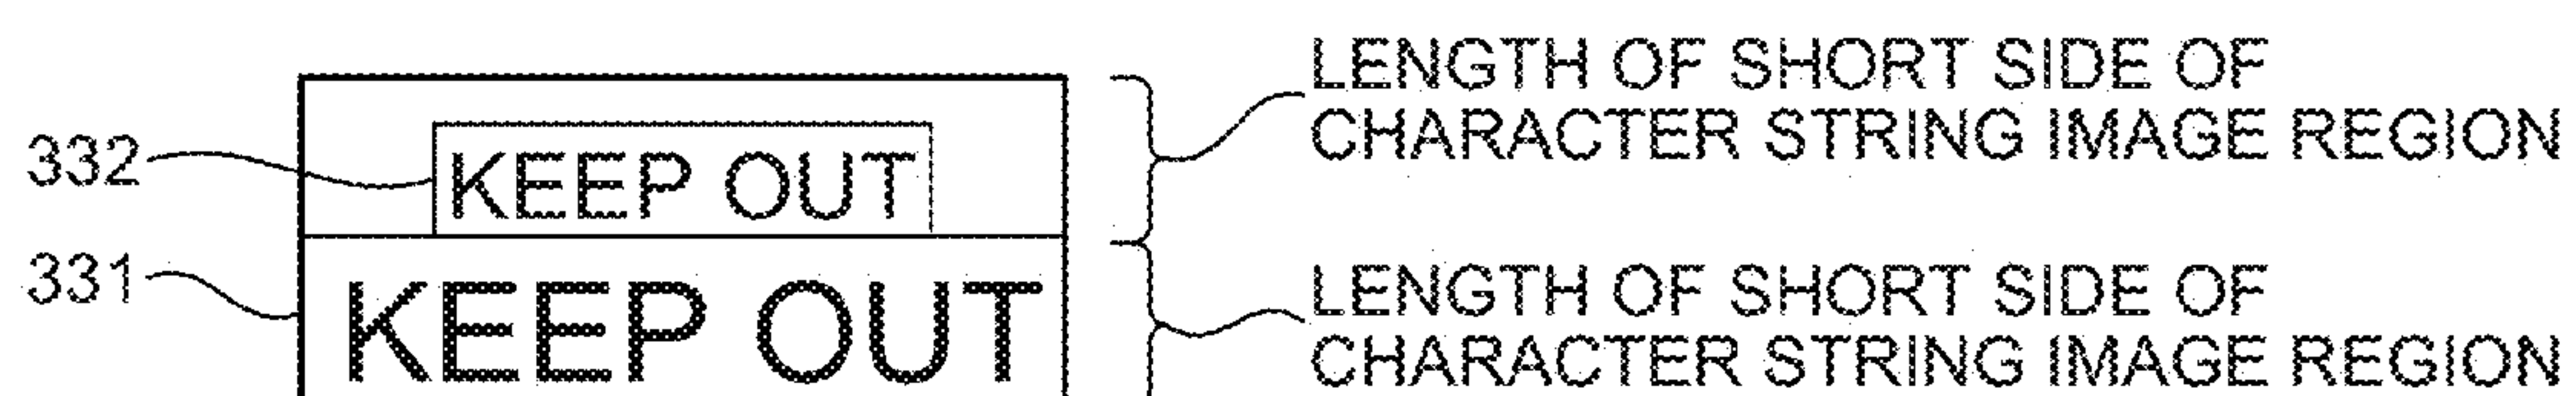 LENGTH OF SHORT SIDE OF
CHARACTER STRING IMAGE REGION
332
KEEP OUT
331
KEEP OUT
LENGTH OF SHORT SIDE OF
CHARACTER STRING IMAGE REGION